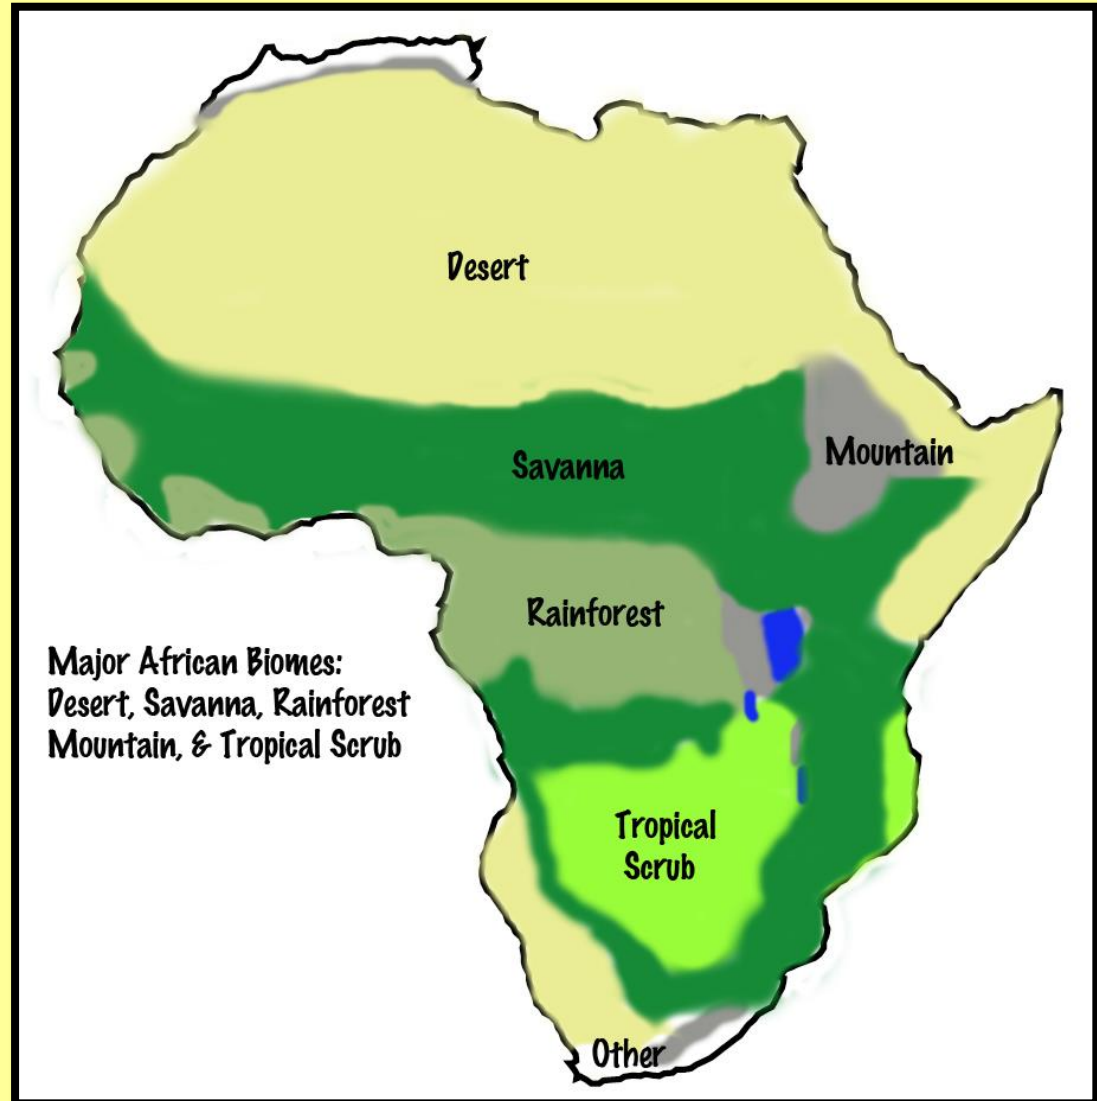 Desert
Savanna
Mountain
Rainforest
Major African Biomes:
Desert, Savanna, Rainforest
Mountain, & Tropical Scrub
Tropical
Scrub
Other